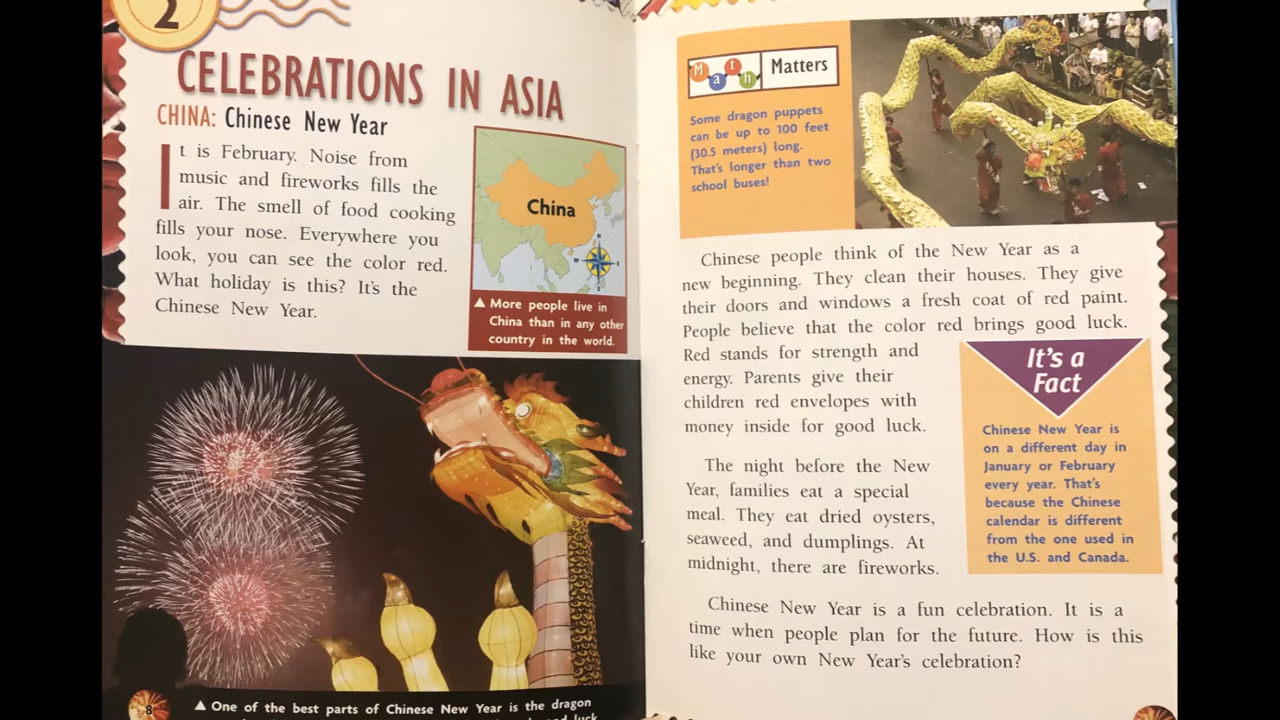 2
CELEBRATIONS IN ASIA
CHINA: Chinese New Year
It is February. Noise from
music and fireworks fills the
air. The smell of food cooking
fills your nose. Everywhere you
look, you can see the color red.
What holiday is this? It's the
Chinese New Year.
China
N
W
E
S
▲ More people live in
China than in any other
country in the world.
8
▲ One of the best parts of Chinese New Year is the dragon
good luck
Math Matters
Some dragon puppets
can be up to 100 feet
(30.5 meters) long.
That's longer than two
school buses!
Chinese people think of the New Year as a
new beginning. They clean their houses. They give
their doors and windows a fresh coat of red paint.
People believe that the color red brings good luck.
Red stands for strength and
energy. Parents give their
children red envelopes with
money inside for good luck.
The night before the New
Year, families eat a special
meal. They eat dried oysters,
seaweed, and dumplings. At
midnight, there are fireworks.
It's a
Fact
Chinese New Year is
on a different day in
January or February
every year. That's
because the Chinese
calendar is different
from the one used in
the U.S. and Canada.
Chinese New Year is a fun celebration. It is a
time when people plan for the future. How is this
like your own New Year's celebration?